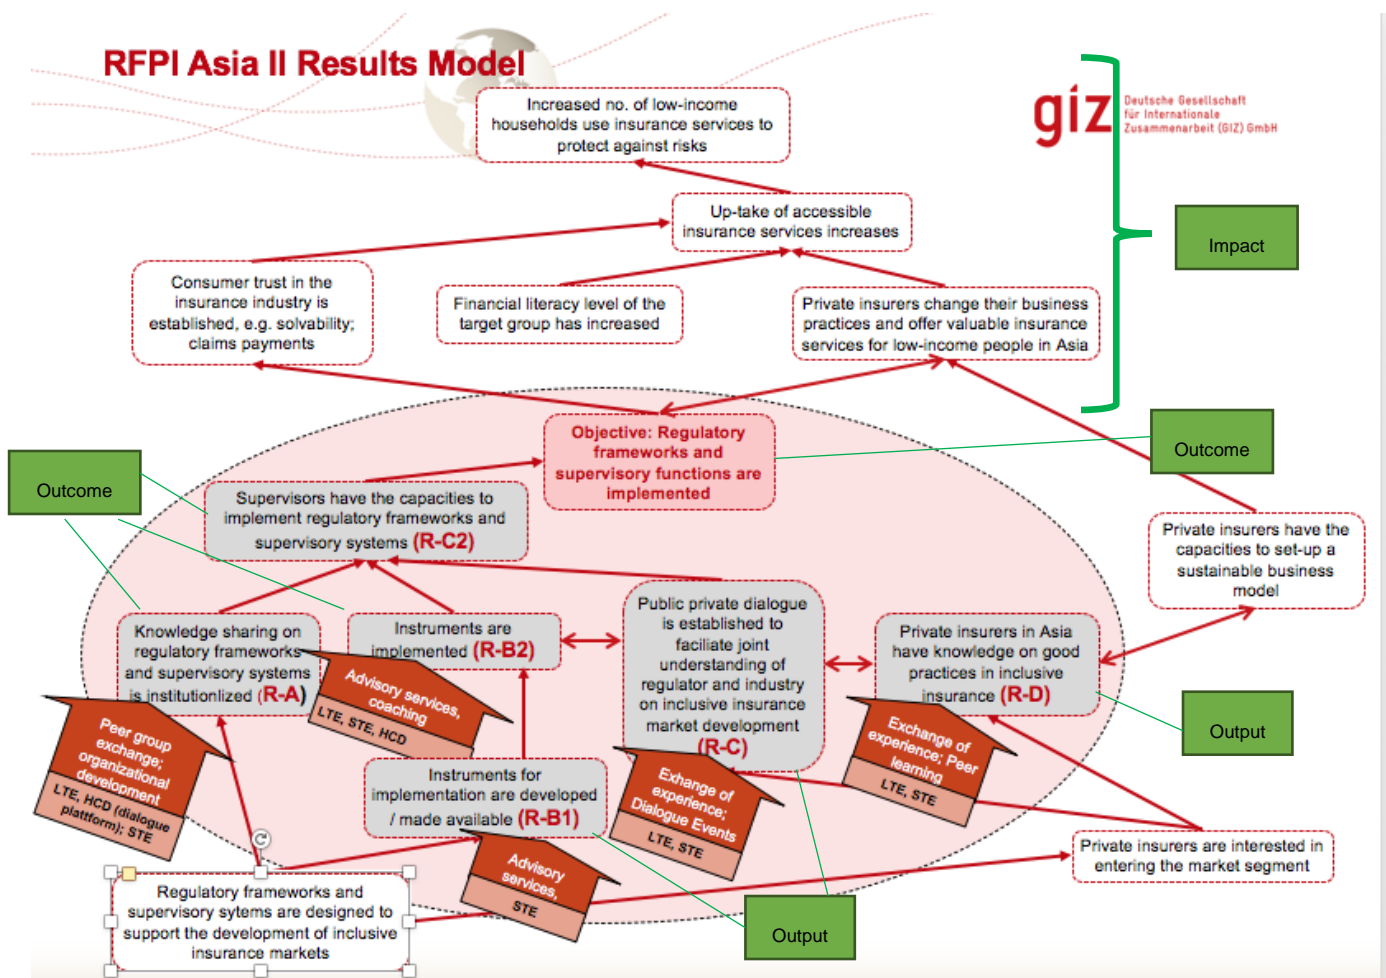 RFPI Asia II Results Model
giz
Deutsche Gesellschaft
für Internationale
Zusammenarbeit (GIZ) GmbH
Increased no. of low-income
households use insurance services to
protect against risks
Up-take of accessible
insurance services increases
Impact
Consumer trust in the
insurance industry is
established, e.g. solvability;
claims payments
Financial literacy level of the
target group has increased
Private insurers change their business
practices and offer valuable insurance
services for low-income people in Asia
Objective: Regulatory
frameworks and
supervisory functions are
implemented
Outcome
Outcome
Supervisors have the capacities to
implement regulatory frameworks and
supervisory systems (R-C2)
Private insurers have the
capacities to set-up a
sustainable business
model
Knowledge sharing on
regulatory frameworks
and supervisory systems
is institutionlized (R-A)
Instruments are
implemented (R-B2)
Public private dialogue
is established to
faciliate joint
understanding of
regulator and industry
on inclusive insurance
market development
(R-C)
Private insurers in Asia
have knowledge on good
practices in inclusive
insurance (R-D)
Output
Peer group
exchange;
organizational
development
LTE, HCD (dialogue
plattform); STE
Advisory services,
coaching
LTE, STE, HCD
Exhange of
experience;
Dialogue Events
LTE, STE
Exchange of
experience; Peer
learning
LTE, STE
Instruments for
implementation are developed
/ made available (R-B1)
Advisory
services,
STE
Private insurers are interested in
entering the market segment
Regulatory frameworks and
supervisory sytems are designed to
support the development of inclusive
insurance markets
Output